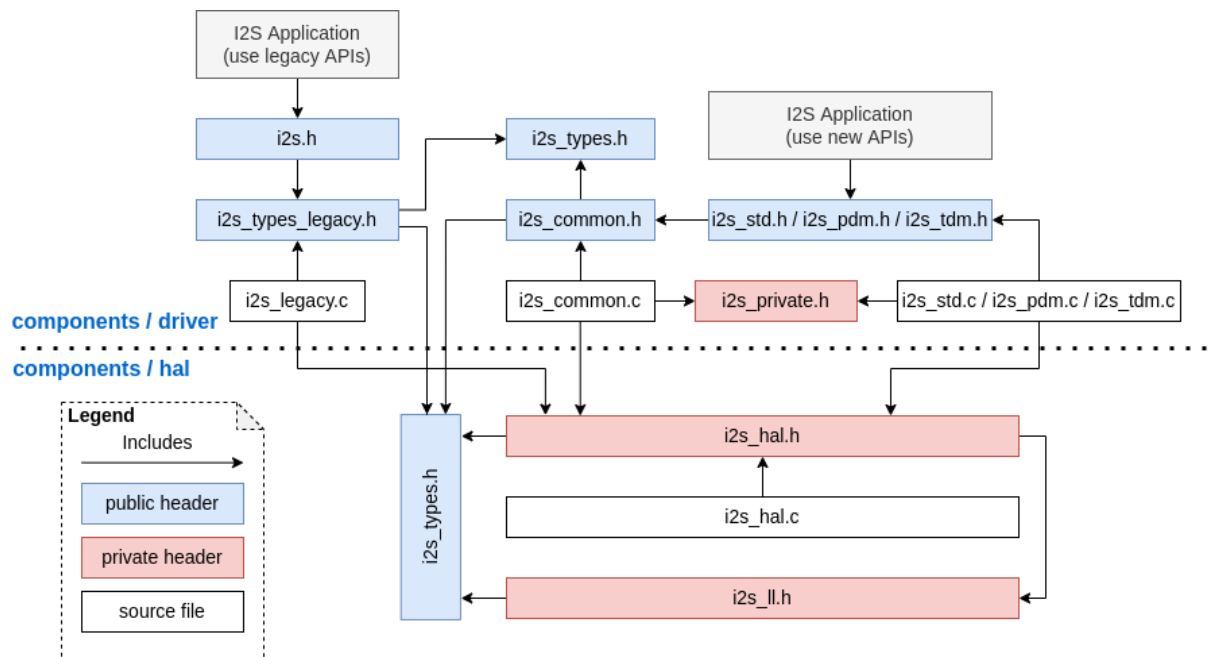 I2S Application
(use legacy APIs)
I2S Application
(use new APIs)
i2s.h
i2s_types.h
i2s_types_legacy.h
i2s_common.h
i2s_std.h / i2s_pdm.h / i2s_tdm.h
i2s_legacy.c
i2s_common.c
i2s_private.h
i2s_std.c / i2s_pdm.c / i2s_tdm.c
components / driver
components / hal
Legend
Includes
public header
private header
source file
i2s_types.h
i2s_hal.h
i2s_hal.c
i2s_ll.h